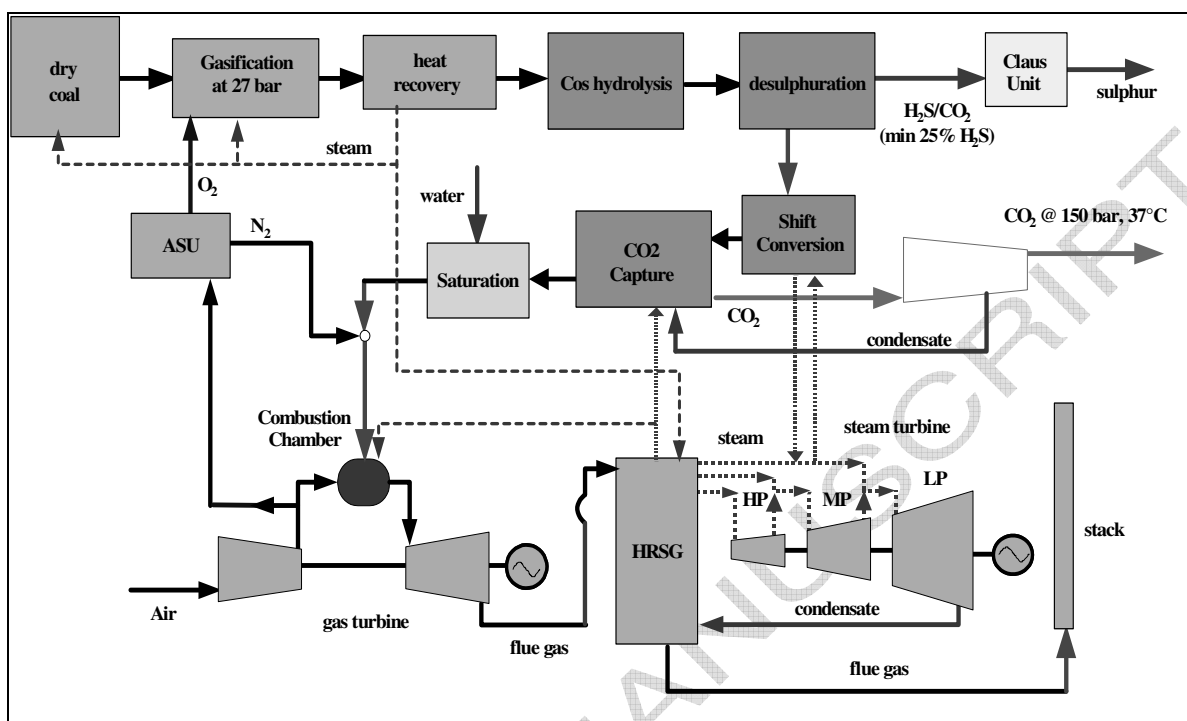 dry
coal
Gasification
at 27 bar
heat
recovery
Cos hydrolysis
desulphuration
Claus
Unit
sulphur
H₂S/CO₂
(min 25% H₂S)
steam
O₂
water
N₂
ASU
Saturation
CO2
Capture
Shift
Conversion
CO₂ @ 150 bar, 37°C
CO₂
condensate
Combustion
Chamber
steam
steam
turbine
HP
MP
LP
HRSG
stack
Air
gas turbine
flue gas
condensate
flue gas
ANUSCRIPT